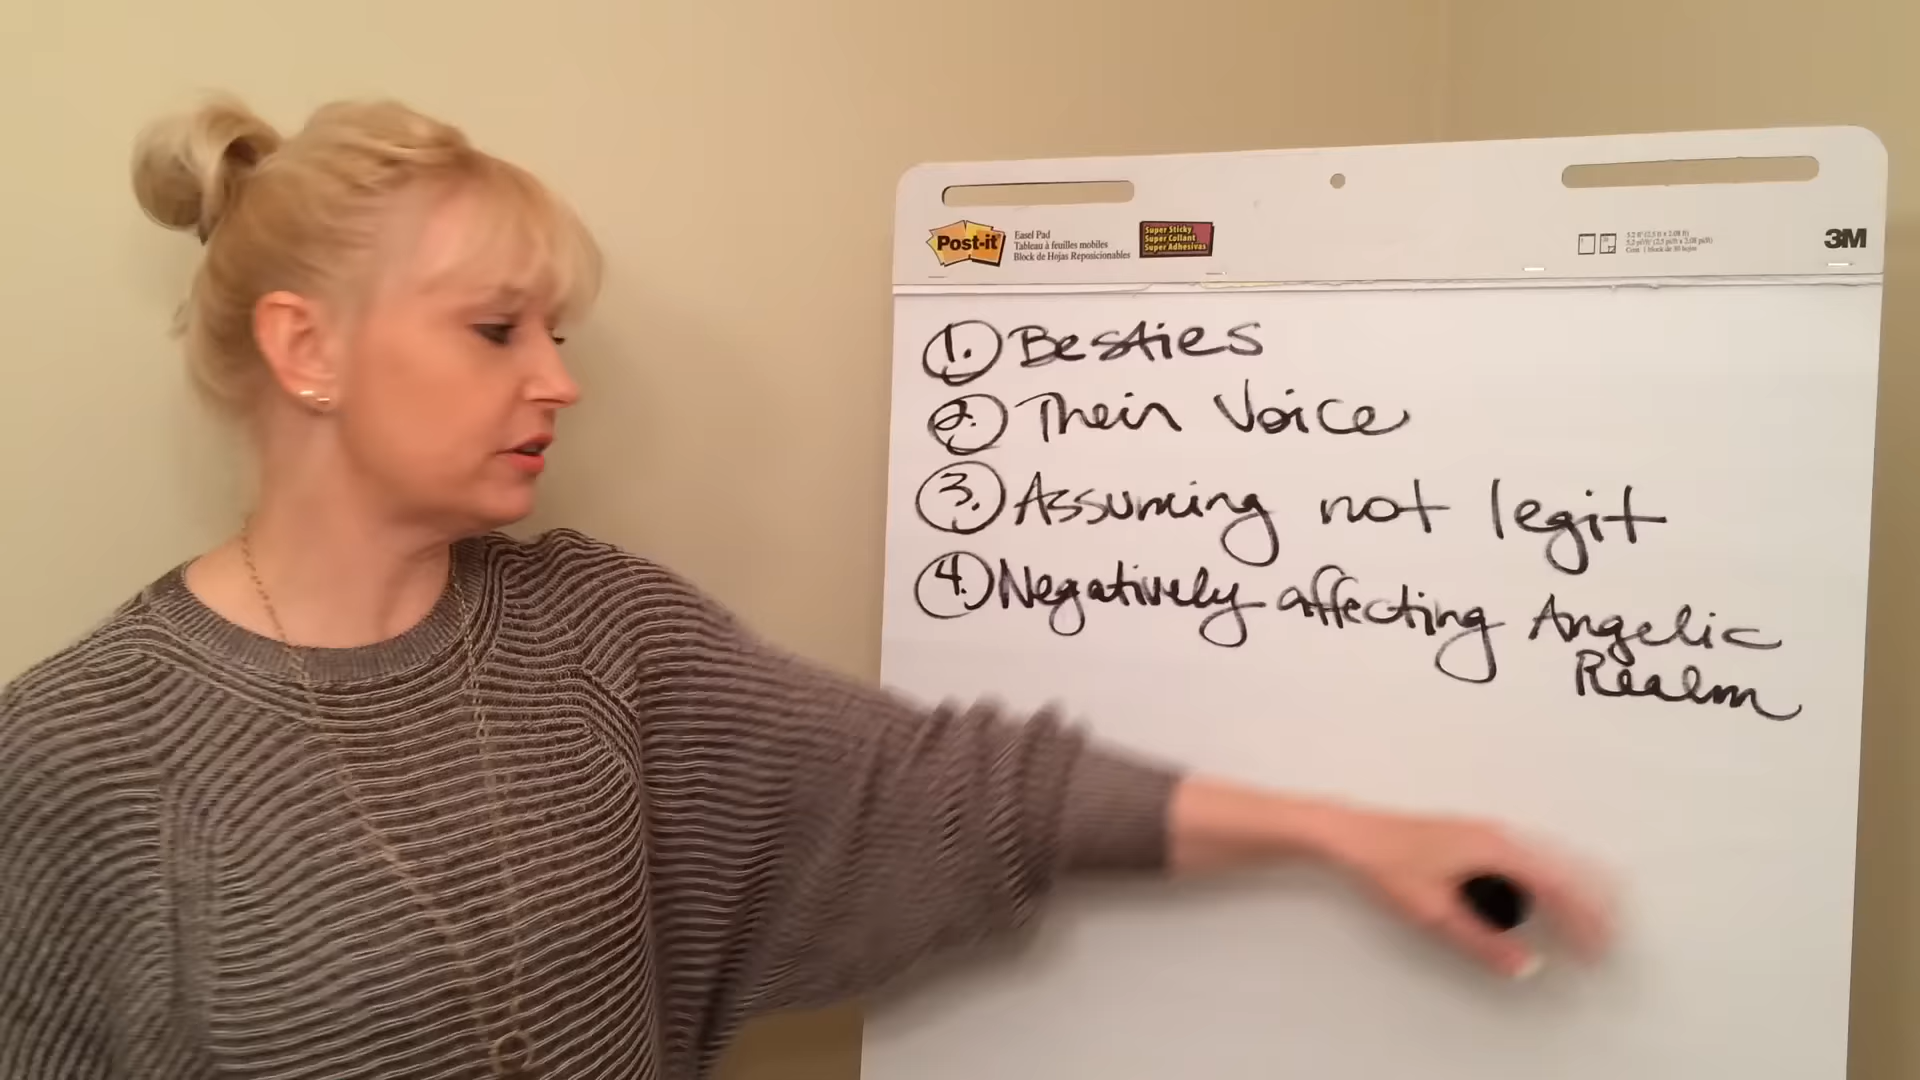 Post-it
Easel Pad
Tableau à feuilles mobiles
Block de Hojas Reposicionables
Super Sticky
Super Collant
Super Adhesivas
3M
1. Besties
2. Their Voice
3. Assuming not legit
4. Negatively affecting Angelic
Realm